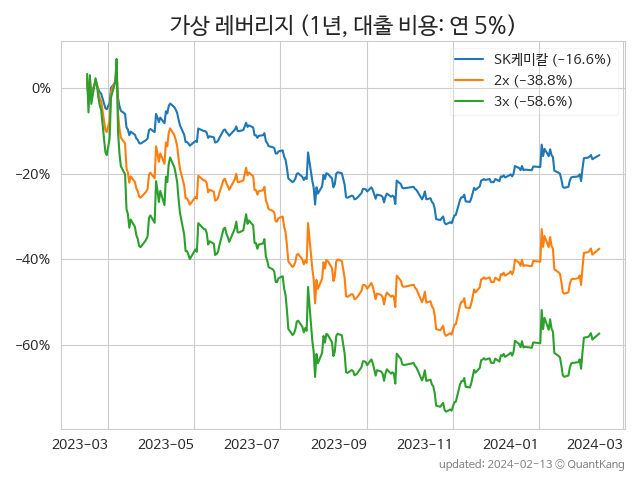 가상 레버리지 (1년, 대출 비용: 연 5%)
SK케미칼 (−16.6%)
2x (−38.8%)
3x (−58.6%)
0%
−20%
−40%
−60%
2023−03 2023−05 2023−07 2023−09 2023−11 2024−01 2024−03
updated: 2024-02-13 © QuantKang